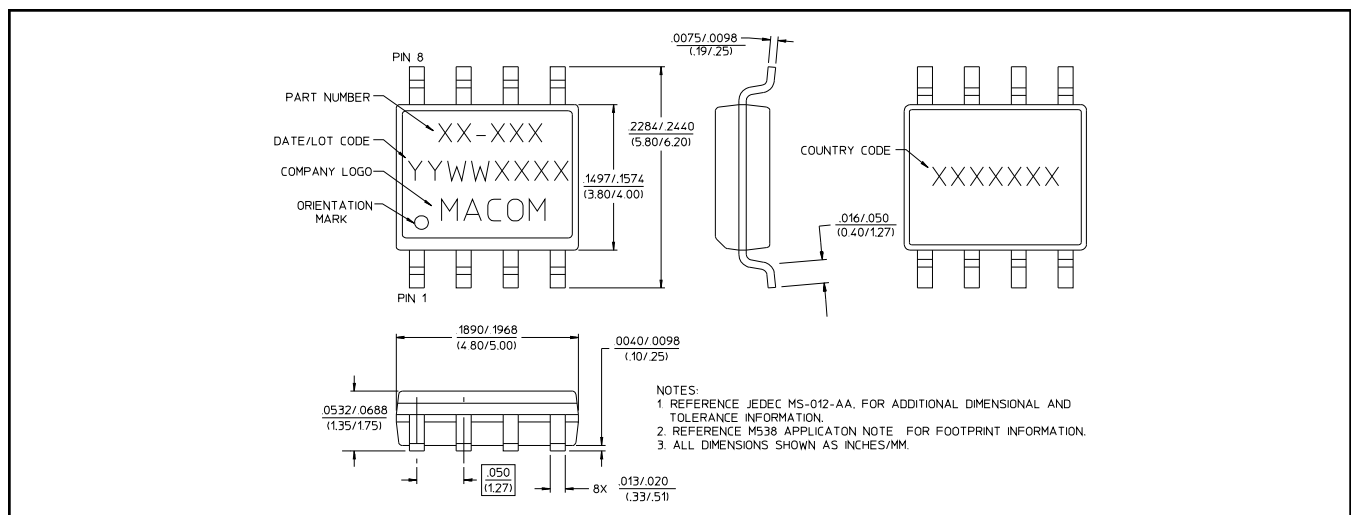 PIN 8
PART NUMBER
DATE/LOT CODE
COMPANY LOGO
ORIENTATION
MARK
XX-XXX
YYWWXXXX
MACOM
PIN 1
.2284/.2440
(5.80/6.20)
.1497/.1574
(3.80/4.00)
.0075/.0098
(.19/.25)
.016/.050
(0.40/1.27)
COUNTRY CODE
XXXXXXX
.1890/.1968
(4.80/5.00)
.0040/.0098
(.10/.25)
.0532/.0688
(1.35/1.75)
.050
(1.27)
8X .013/.020
(.33/.51)
NOTES:
1. REFERENCE JEDEC MS-012-AA, FOR ADDITIONAL DIMENSIONAL AND
TOLERANCE INFORMATION.
2. REFERENCE M538 APPLICATON NOTE FOR FOOTPRINT INFORMATION.
3. ALL DIMENSIONS SHOWN AS INCHES/MM.